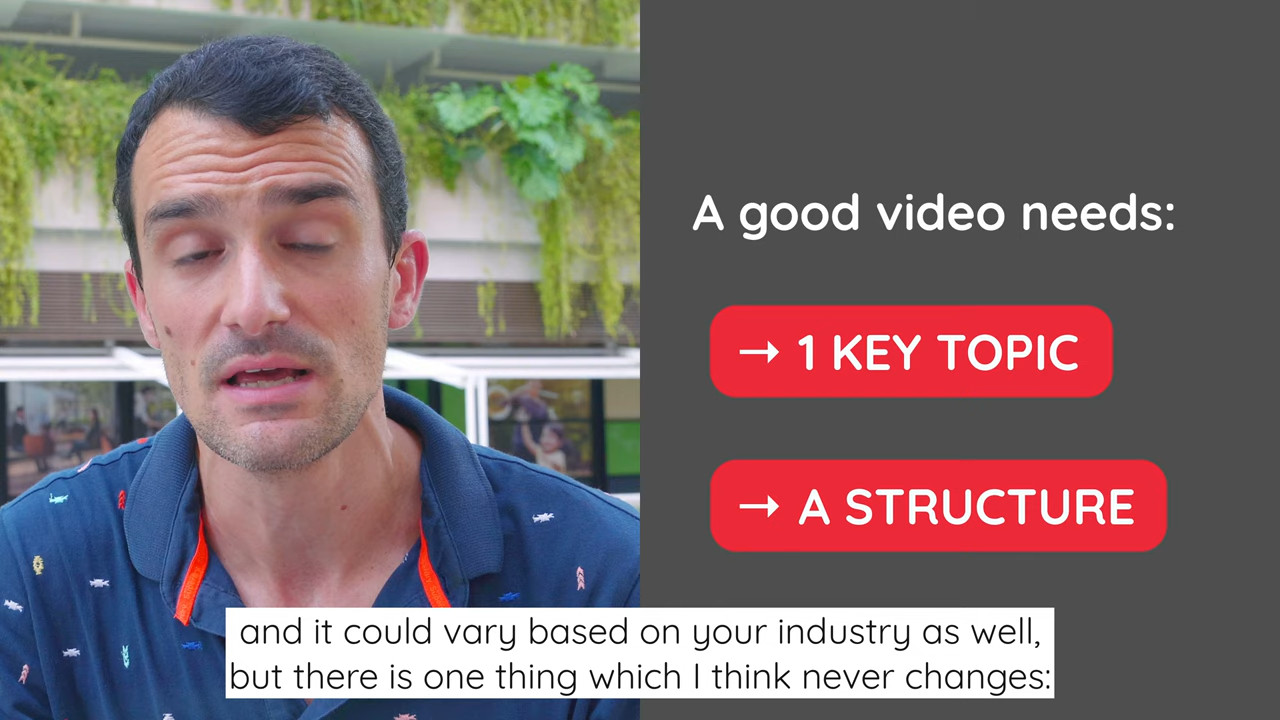 A good video needs:
→ 1 KEY TOPIC
→ A STRUCTURE
and it could vary based on your industry as well,
but there is one thing which I think never changes: